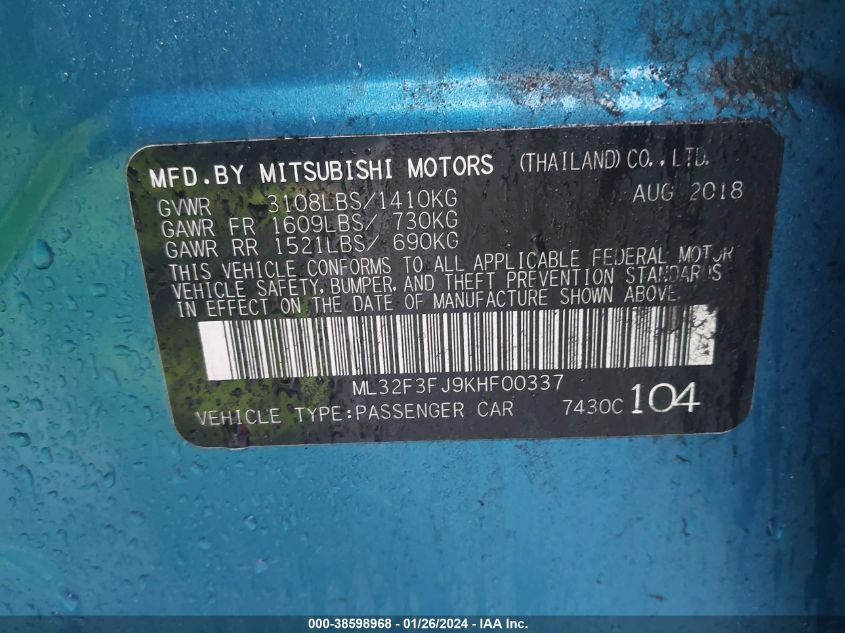 MFD.BY MITSUBISHI MOTORS (THAILAND) CO., LTD.
GVWR 3108LBS/1410KG AUG 2018
GAWR FR 1609LBS/ 730KG
GAWR RR 1521LBS/ 690KG
THIS VEHICLE CONFORMS TO ALL APPLICABLE FEDERAL MOTOR
VEHICLE SAFETY, BUMPER, AND THEFT PREVENTION STANDARDS
IN EFFECT ON THE DATE OF MANUFACTURE SHOWN ABOVE.
ML32F3FJ9KHF00337
VEHICLE TYPE:PASSENGER CAR 7430C 104
000-38598968 - 01/26/2024 - IAAI.COM